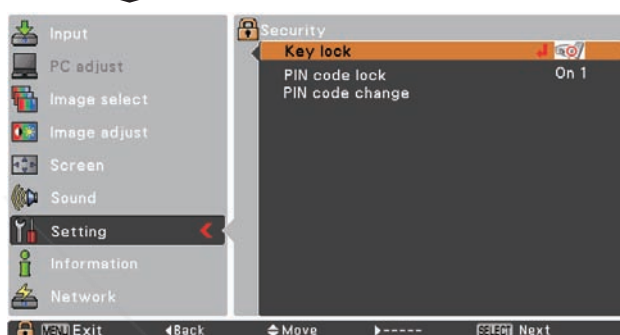 Input
PC adjust
Image select
Image adjust
Screen
Sound
Setting
Information
Network
Security
Key lock
PIN code lock On 1
PIN code change
MENU Exit ◀Back Move ▶----- SELECT Next